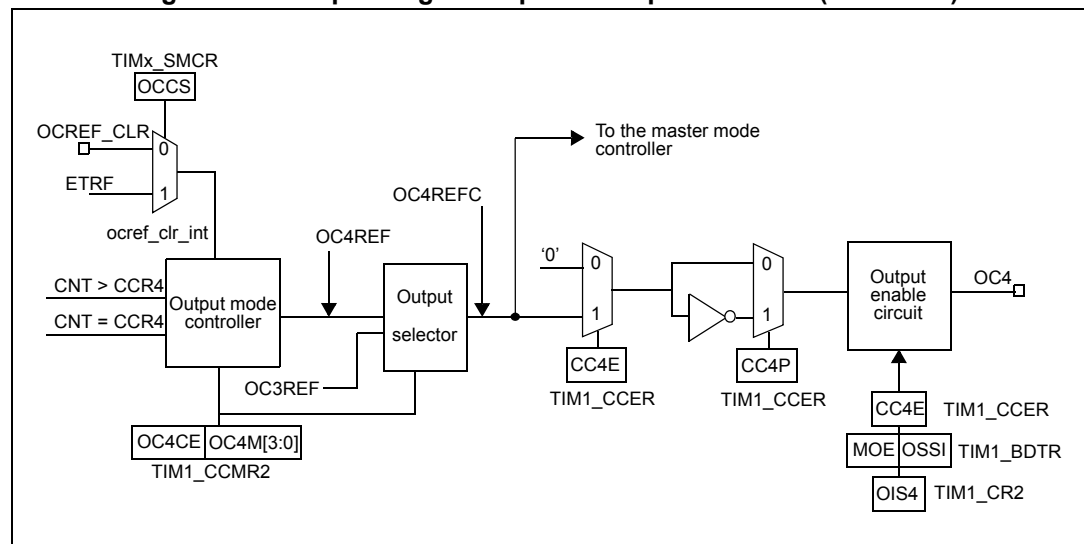 TIMx_SMCR
OCCS
OCREF_CLR
0
ETRF
1
ocref_clr_int
To the master mode
controller
OC4REFC
OC4REF
CNT > CCR4
CNT = CCR4
Output mode
controller
Output
selector
OC3REF
OC4CE
OC4M[3:0]
TIM1_CCMR2
'0'
0
1
CC4E
TIM1_CCER
0
1
CC4P
TIM1_CCER
Output
enable
circuit
OC4
CC4E
TIM1_CCER
MOE
OSSI
TIM1_BDTR
OIS4
TIM1_CR2